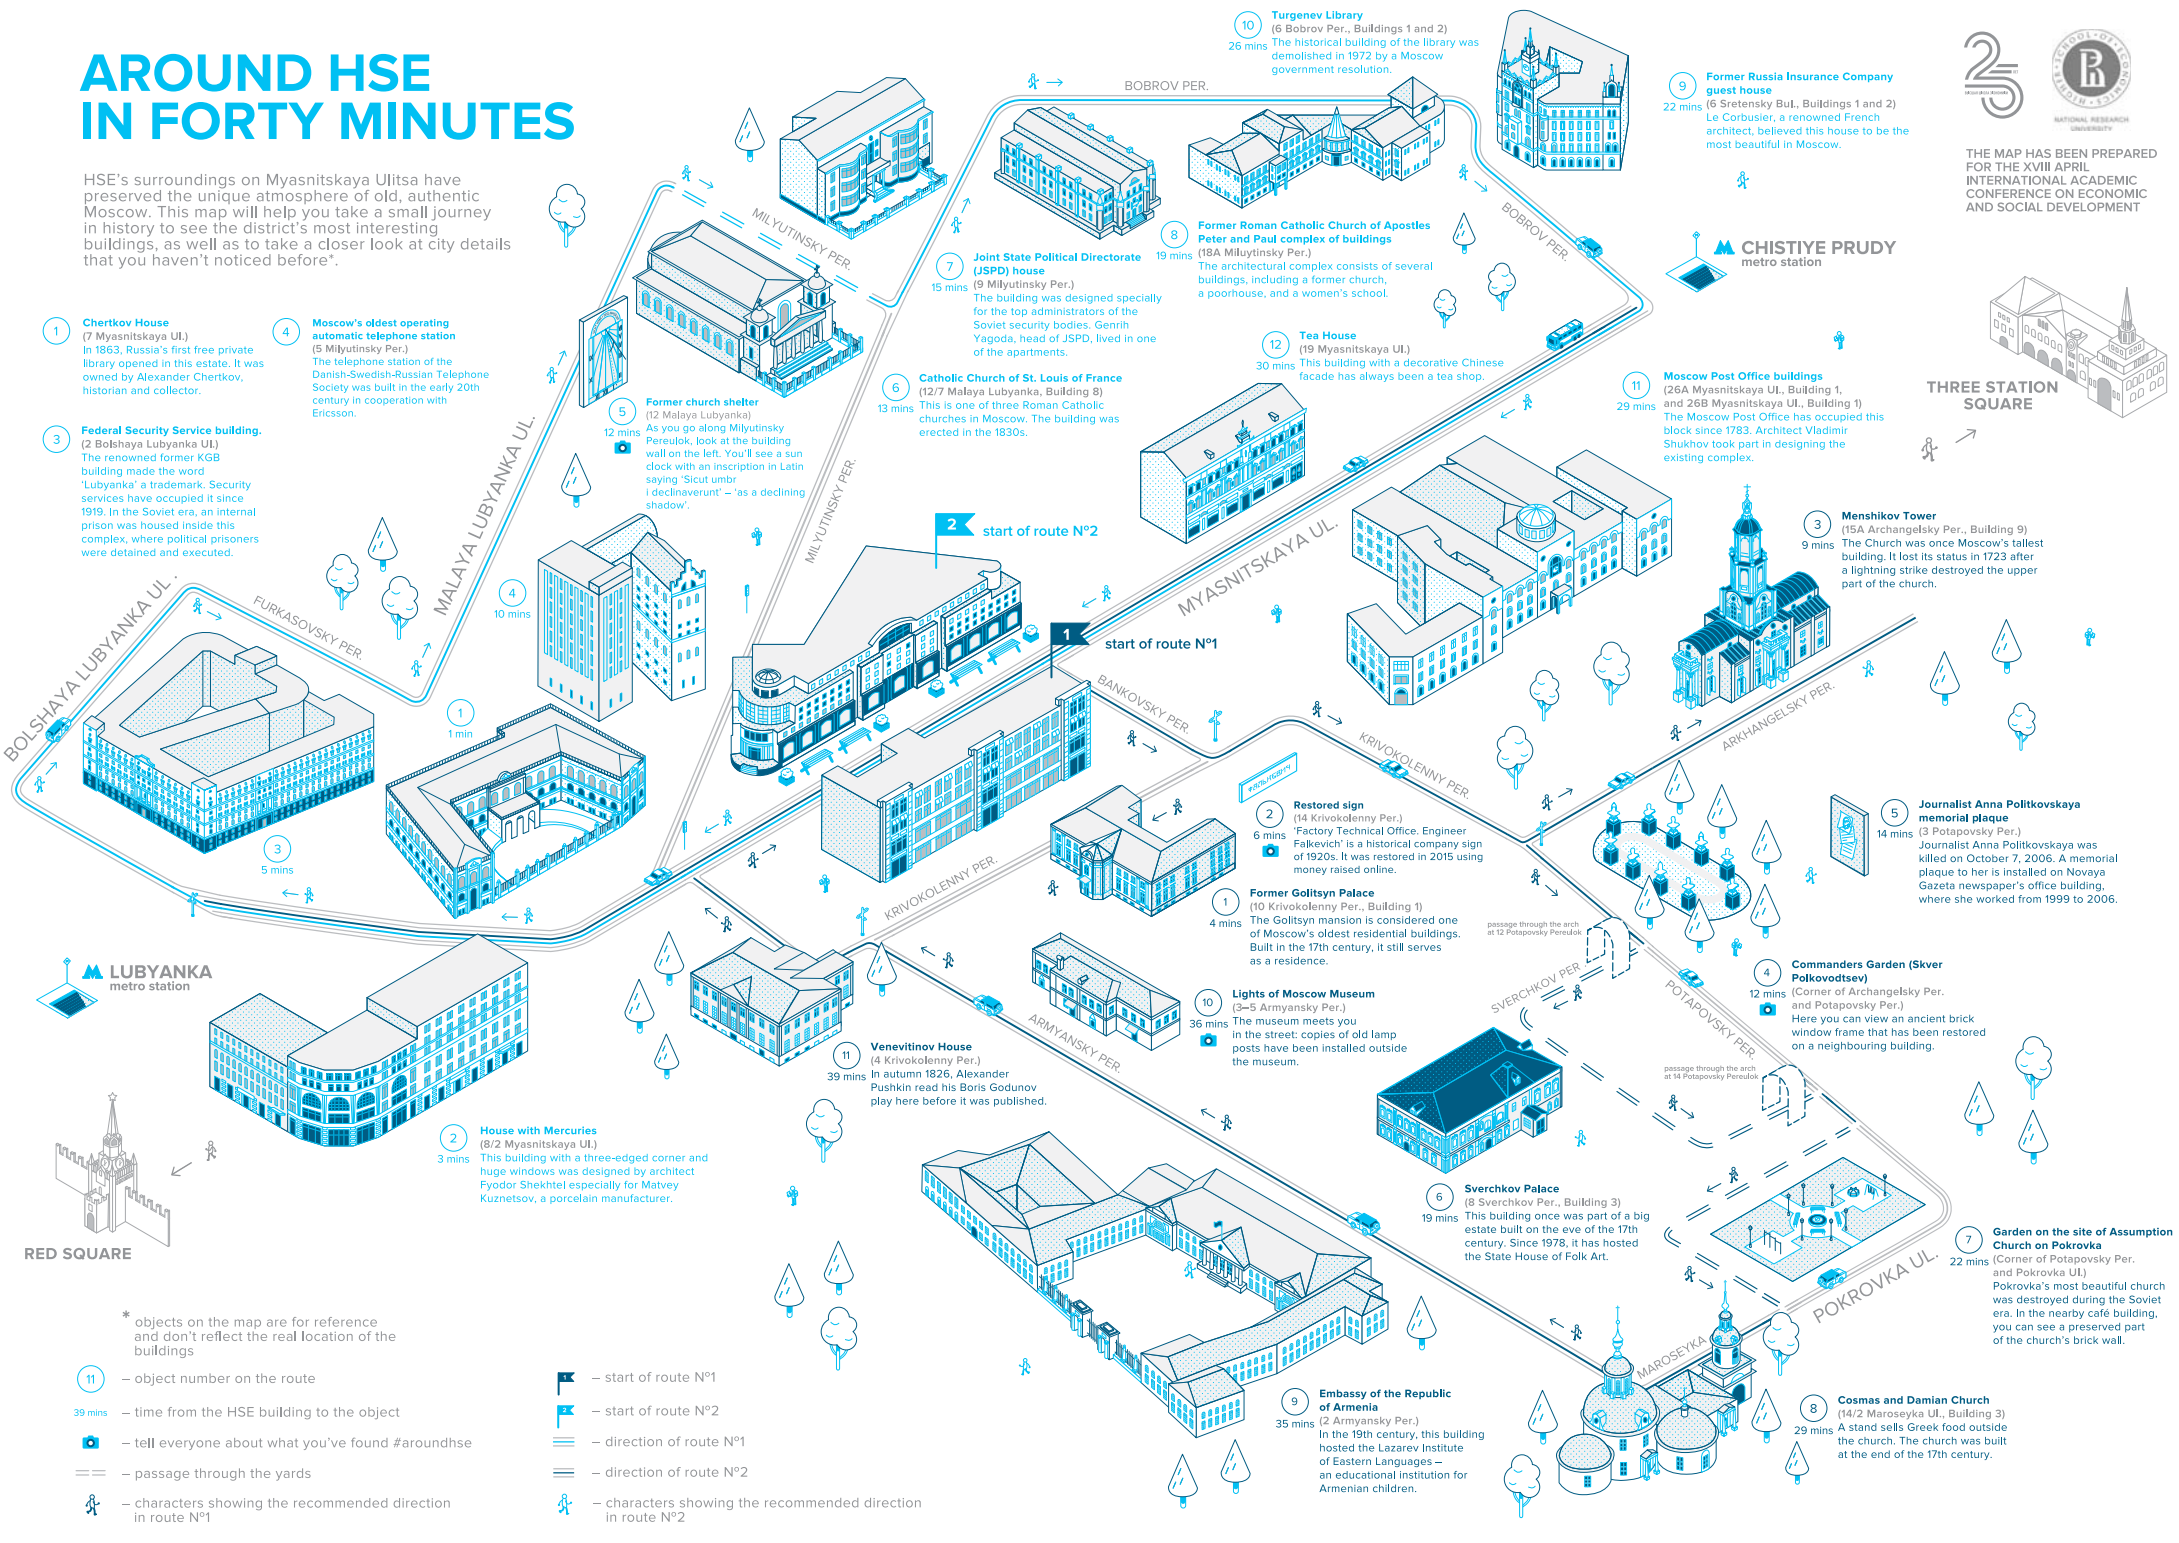 AROUND HSE
IN FORTY MINUTES
HSE's surroundings on Myasnitskaya Ulitsa have
preserved the unique atmosphere of old, authentic
Moscow. This map will help you take a small journey
in history to see the district's most interesting
buildings, as well as to take a closer look at city details
that you haven't noticed before*.
1
Chertkov House
(7 Myasnitskaya Ul.)
In 1863, Russia's first free private
library opened in this estate. It was
owned by Alexander Chertkov,
historian and collector.
3
Federal Security Service building.
(2 Bolshaya Lubyanka Ul.)
The renowned former KGB
building made the word
'Lubyanka' a trademark. Security
services have occupied it since
1919. In the Soviet era, an internal
prison was housed inside this
complex, where political prisoners
were detained and executed.
4
Moscow's oldest operating
automatic telephone station
(5 Milyutinsky Per.)
The telephone station of the
Danish-Swedish-Russian Telephone
Society was built in the early 20th
century in cooperation with
Ericsson.
5
12 mins
Former church shelter
(12 Malaya Lubyanka)
As you go along Milyutinsky
Pereulok, look at the building
wall on the left. You'll see a sun
clock with an inscription in Latin
saying 'Sicut umbr
i declinaverunt' – 'as a declining
shadow'.
6
13 mins
Catholic Church of St. Louis of France
(12/7 Malaya Lubyanka, Building 8)
This is one of three Roman Catholic
churches in Moscow. The building was
erected in the 1830s.
7
15 mins
Joint State Political Directorate
(JSPD) house
(9 Milyutinsky Per.)
The building was designed specially
for the top administrators of the
Soviet security bodies. Genrih
Yagoda, head of JSPD, lived in one
of the apartments.
8
19 mins
Former Roman Catholic Church of Apostles
Peter and Paul complex of buildings
(18A Miluytinsky Per.)
The architectural complex consists of several
buildings, including a former church,
a poorhouse, and a women's school.
10
26 mins
Turgenev Library
(6 Bobrov Per., Buildings 1 and 2)
The historical building of the library was
demolished in 1972 by a Moscow
government resolution.
9
22 mins
Former Russia Insurance Company
guest house
(6 Sretensky Bul., Buildings 1 and 2)
Le Corbusier, a renowned French
architect, believed this house to be the
most beautiful in Moscow.
25
HIGHER · SCHOOL · OF · ECONOMICS
NATIONAL RESEARCH
UNIVERSITY
THE MAP HAS BEEN PREPARED
FOR THE XVIII APRIL
INTERNATIONAL ACADEMIC
CONFERENCE ON ECONOMIC
AND SOCIAL DEVELOPMENT
CHISTIYE PRUDY
metro station
THREE STATION
SQUARE
12
30 mins
Tea House
(19 Myasnitskaya Ul.)
This building with a decorative Chinese
facade has always been a tea shop.
11
29 mins
Moscow Post Office buildings
(26A Myasnitskaya Ul., Building 1,
and 26B Myasnitskaya Ul., Building 1)
The Moscow Post Office has occupied this
block since 1783. Architect Vladimir
Shukhov took part in designing the
existing complex.
3
9 mins
Menshikov Tower
(15A Archangelsky Per., Building 9)
The Church was once Moscow's tallest
building. It lost its status in 1723 after
a lightning strike destroyed the upper
part of the church.
BOBROV PER.
BOBROV PER.
MILYUTINSKY PER.
MILYUTINSKY PER.
MALAYA LUBYANKA UL.
FURKASOVSKY PER.
BOLSHAYA LUBYANKA UL.
MYASNITSKAYA UL.
BANKOVSKY PER.
KRIVOKOLENNY PER.
KRIVOKOLENNY PER.
ARKHANGELSKY PER.
ARMYANSKY PER.
SVERCHKOV PER.
POTAPOVSKY PER.
POKROVKA UL.
MAROSEYKA
2
start of route Nº2
1
start of route Nº1
4
10 mins
1
1 min
3
5 mins
ФАЛЬКЕВИЧ
2
6 mins
Restored sign
(14 Krivokolenny Per.)
'Factory Technical Office. Engineer
Falkevich' is a historical company sign
of 1920s. It was restored in 2015 using
money raised online.
1
4 mins
Former Golitsyn Palace
(10 Krivokolenny Per., Building 1)
The Golitsyn mansion is considered one
of Moscow's oldest residential buildings.
Built in the 17th century, it still serves
as a residence.
5
14 mins
Journalist Anna Politkovskaya
memorial plaque
(3 Potapovsky Per.)
Journalist Anna Politkovskaya was
killed on October 7, 2006. A memorial
plaque to her is installed on Novaya
Gazeta newspaper's office building,
where she worked from 1999 to 2006.
passage through the arch
at 12 Potapovsky Pereulok
4
12 mins
Commanders Garden (Skver
Polkovodtsev)
(Corner of Archangelsky Per.
and Potapovsky Per.)
Here you can view an ancient brick
window frame that has been restored
on a neighbouring building.
passage through the arch
at 14 Potapovsky Pereulok
10
36 mins
Lights of Moscow Museum
(3–5 Armyansky Per.)
The museum meets you
in the street: copies of old lamp
posts have been installed outside
the museum.
11
39 mins
Venevitinov House
(4 Krivokolenny Per.)
In autumn 1826, Alexander
Pushkin read his Boris Godunov
play here before it was published.
LUBYANKA
metro station
2
3 mins
House with Mercuries
(8/2 Myasnitskaya Ul.)
This building with a three-edged corner and
huge windows was designed by architect
Fyodor Shekhtel especially for Matvey
Kuznetsov, a porcelain manufacturer.
RED SQUARE
6
19 mins
Sverchkov Palace
(8 Sverchkov Per., Building 3)
This building once was part of a big
estate built on the eve of the 17th
century. Since 1978, it has hosted
the State House of Folk Art.
7
22 mins
Garden on the site of Assumption
Church on Pokrovka
(Corner of Potapovsky Per.
and Pokrovka Ul.)
Pokrovka's most beautiful church
was destroyed during the Soviet
era. In the nearby café building,
you can see a preserved part
of the church's brick wall.
9
35 mins
Embassy of the Republic
of Armenia
(2 Armyansky Per.)
In the 19th century, this building
hosted the Lazarev Institute
of Eastern Languages –
an educational institution for
Armenian children.
8
29 mins
Cosmas and Damian Church
(14/2 Maroseyka Ul., Building 3)
A stand sells Greek food outside
the church. The church was built
at the end of the 17th century.
* objects on the map are for reference
and don't reflect the real location of the
buildings
11 – object number on the route
39 mins – time from the HSE building to the object
– tell everyone about what you've found #aroundhse
– passage through the yards
– characters showing the recommended direction
in route Nº1
1 – start of route Nº1
2 – start of route Nº2
– direction of route Nº1
– direction of route Nº2
– characters showing the recommended direction
in route Nº2